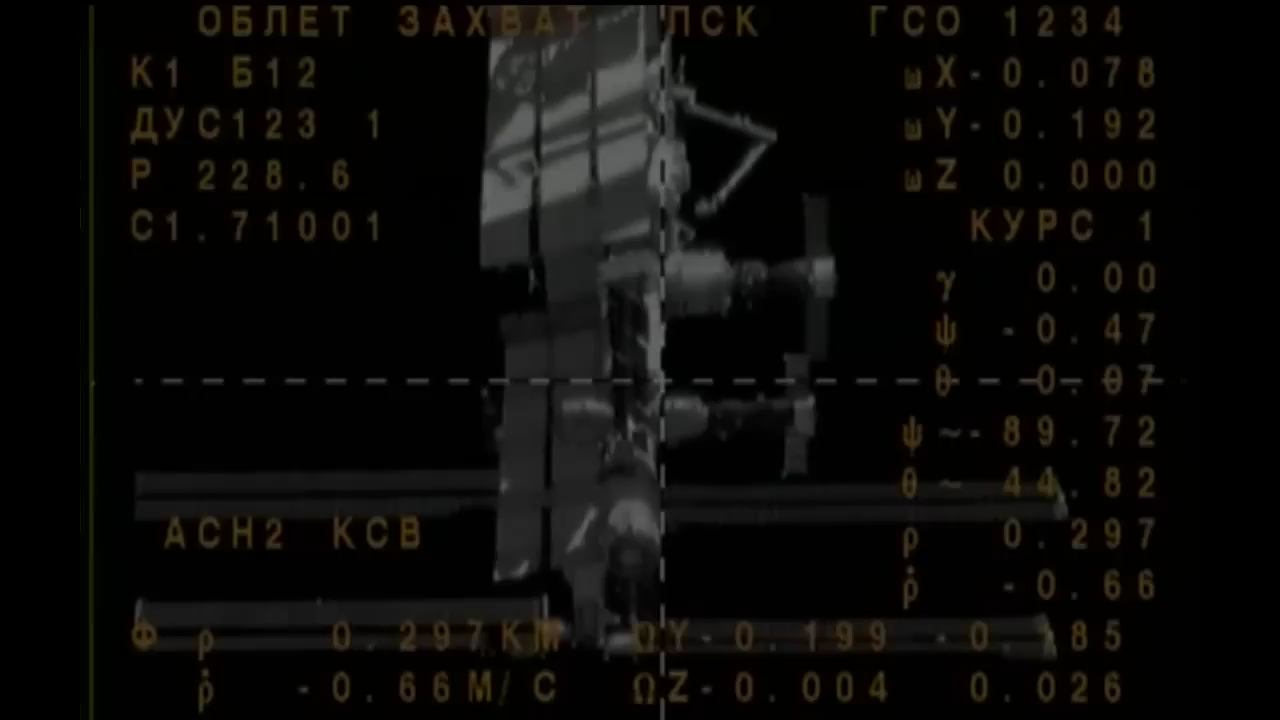 ОБЛЕТ ЗАХВАТ ПСК ГСО 1234
К1 Б12 ωX-0.078
ДУС123 1 ωY-0.192
Р 228.6 ωZ 0.000
С1.71001 КУРС 1
γ 0.00
ψ -0.47
θ 0.07
ψ~-89.72
θ~ 44.82
АСН2 КСВ ρ 0.297
ρ̇ -0.66
Ф ρ 0.297КМ ΩY-0.199 -0.85
ρ̇ -0.66М/С ΩZ-0.004 0.026